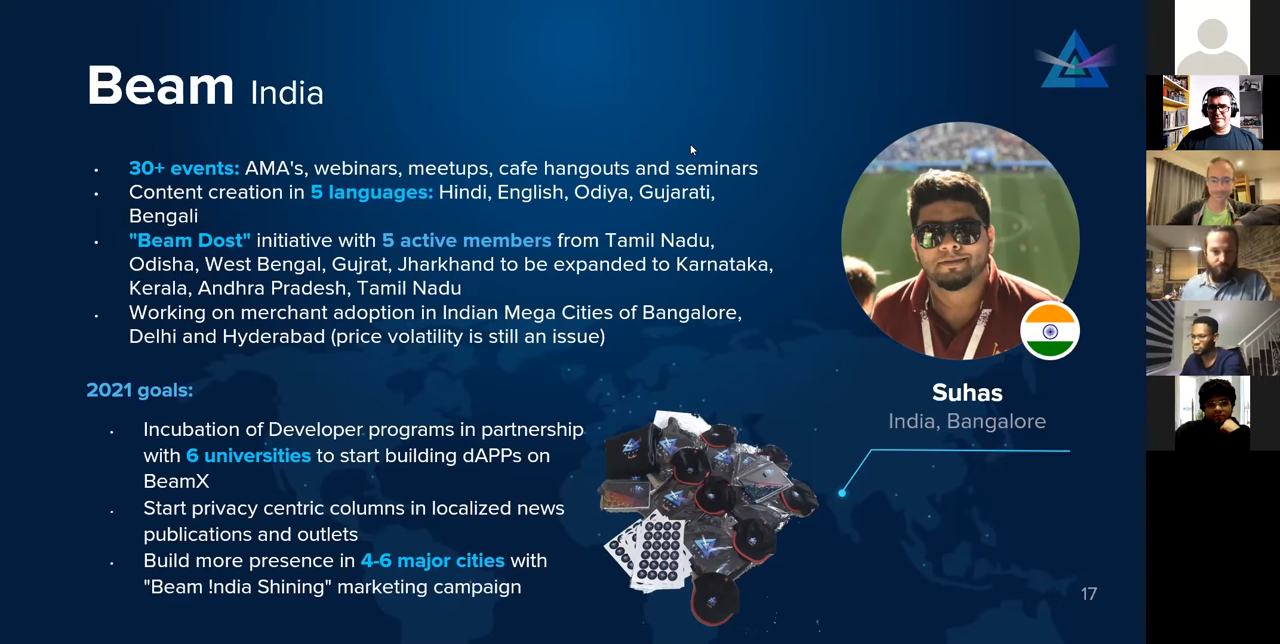 Beam India
• 30+ events: AMA's, webinars, meetups, cafe hangouts and seminars
• Content creation in 5 languages: Hindi, English, Odiya, Gujarati,
Bengali
• "Beam Dost" initiative with 5 active members from Tamil Nadu,
Odisha, West Bengal, Gujrat, Jharkhand to be expanded to Karnataka,
Kerala, Andhra Pradesh, Tamil Nadu
• Working on merchant adoption in Indian Mega Cities of Bangalore,
Delhi and Hyderabad (price volatility is still an issue)
2021 goals:
• Incubation of Developer programs in partnership
with 6 universities to start building dAPPs on
BeamX
• Start privacy centric columns in localized news
publications and outlets
• Build more presence in 4-6 major cities with
"Beam !ndia Shining" marketing campaign
Suhas
India, Bangalore
17